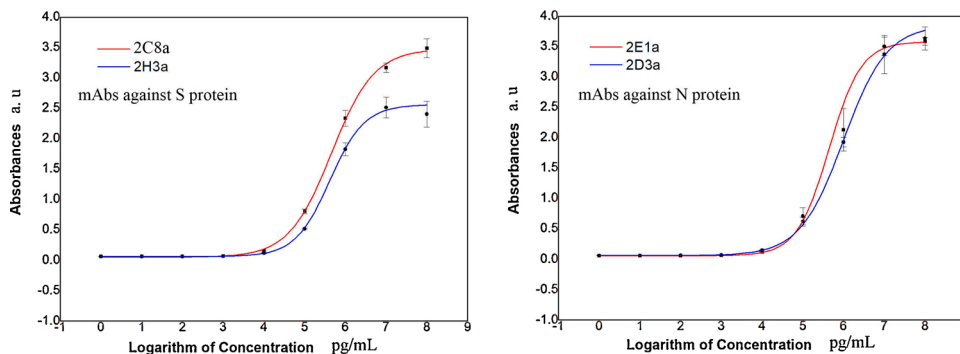 4.0
3.5
3.0
2.5
2.0
1.5
1.0
0.5
0.0
-0.5
-1.0
Absorbances a. u
2C8a
2H3a
mAbs against S protein
-1 0 1 2 3 4 5 6 7 8 9
Logarithm of Concentration pg/mL
4.0
3.5
3.0
2.5
2.0
1.5
1.0
0.5
0.0
-0.5
-1.0
Absorbances a. u
2E1a
2D3a
mAbs against N protein
-1 0 1 2 3 4 5 6 7 8
Logarithm of Concentration pg/mL